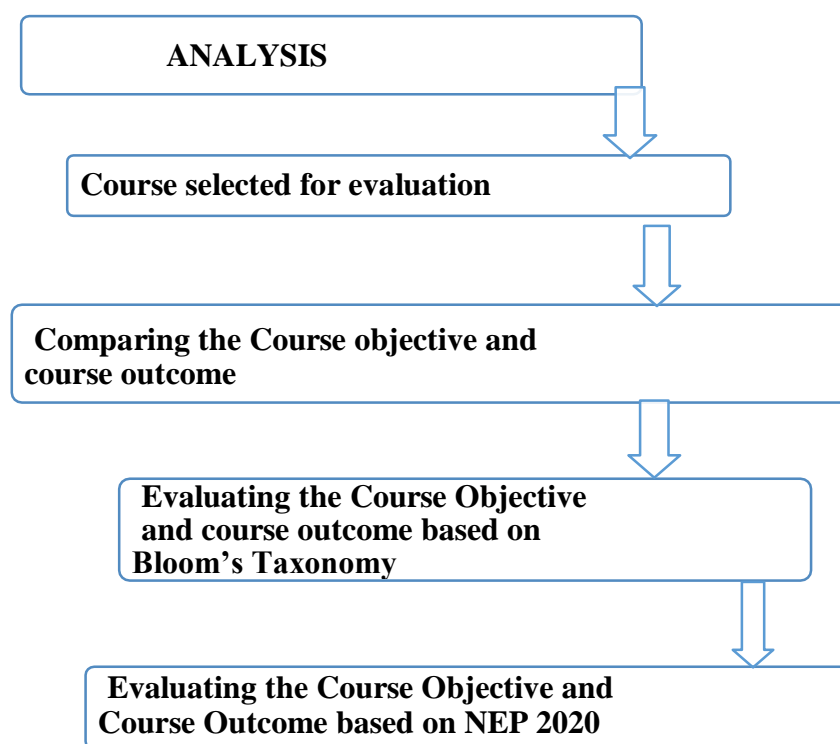 ANALYSIS
Course selected for evaluation
Comparing the Course objective and
course outcome
Evaluating the Course Objective
and course outcome based on
Bloom’s Taxonomy
Evaluating the Course Objective and
Course Outcome based on NEP 2020